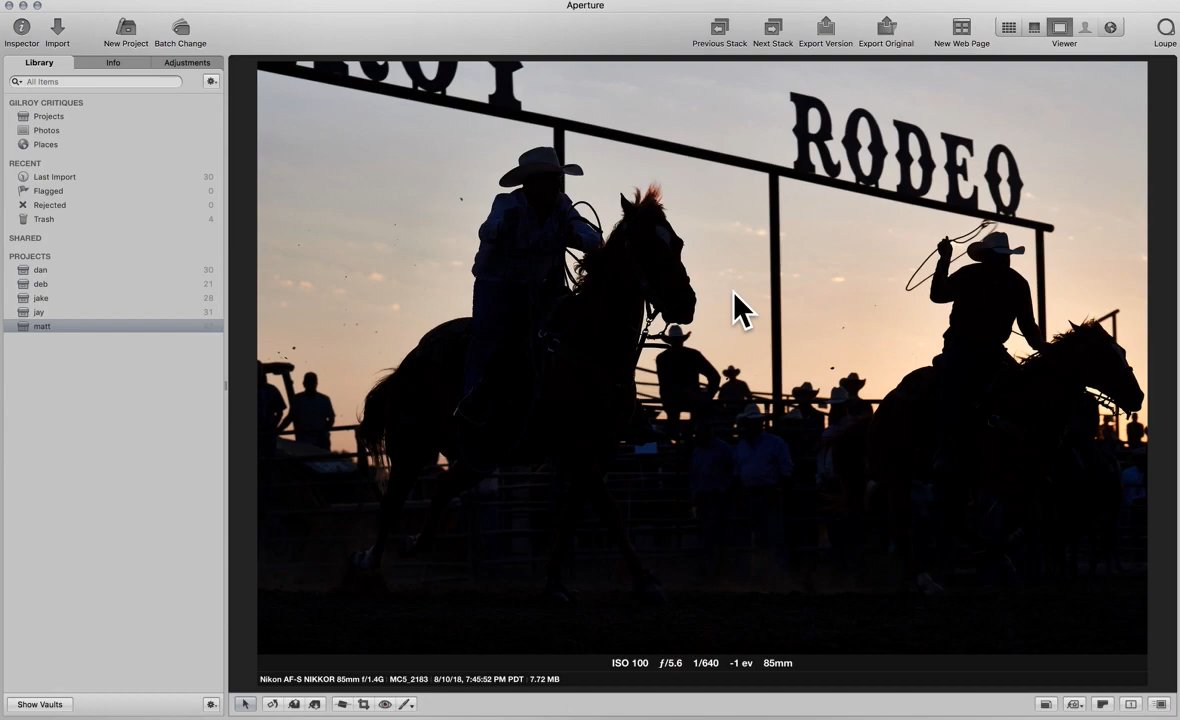 Aperture
Inspector Import New Project Batch Change Previous Stack Next Stack Export Version Export Original New Web Page Viewer Loupe
Library Info Adjustments
All Items
GILROY CRITIQUES
Projects
Photos
Places
RECENT
Last Import 30
Flagged 0
Rejected 0
Trash 4
SHARED
PROJECTS
dan 30
deb 21
jake 28
jay 31
matt
ROY
RODEO
ISO 100 ƒ/5.6 1/640 -1 ev 85mm
Nikon AF-S NIKKOR 85mm f/1.4G MC5_2183 8/10/18, 7:45:52 PM PDT 7.72 MB
Show Vaults